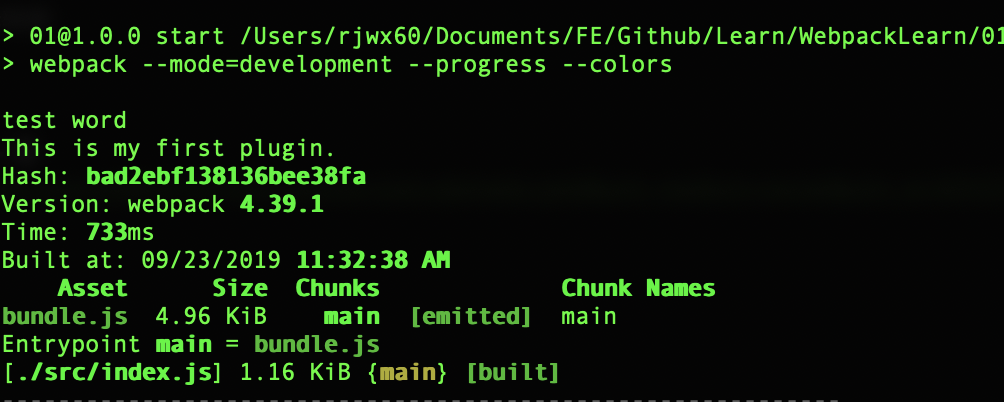 > 01@1.0.0 start /Users/rjwx60/Documents/FE/Github/Learn/WebpackLearn/01
> webpack --mode=development --progress --colors
test word
This is my first plugin.
Hash: bad2ebf138136bee38fa
Version: webpack 4.39.1
Time: 733ms
Built at: 09/23/2019 11:32:38 AM
Asset Size Chunks Chunk Names
bundle.js 4.96 KiB main [emitted] main
Entrypoint main = bundle.js
[./src/index.js] 1.16 KiB {main} [built]